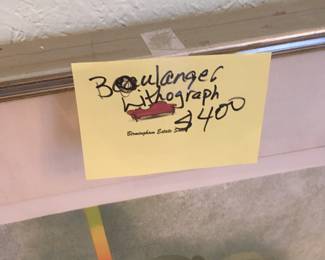 Boulanger
Lithograph
$400
Birmingham Estate Sales